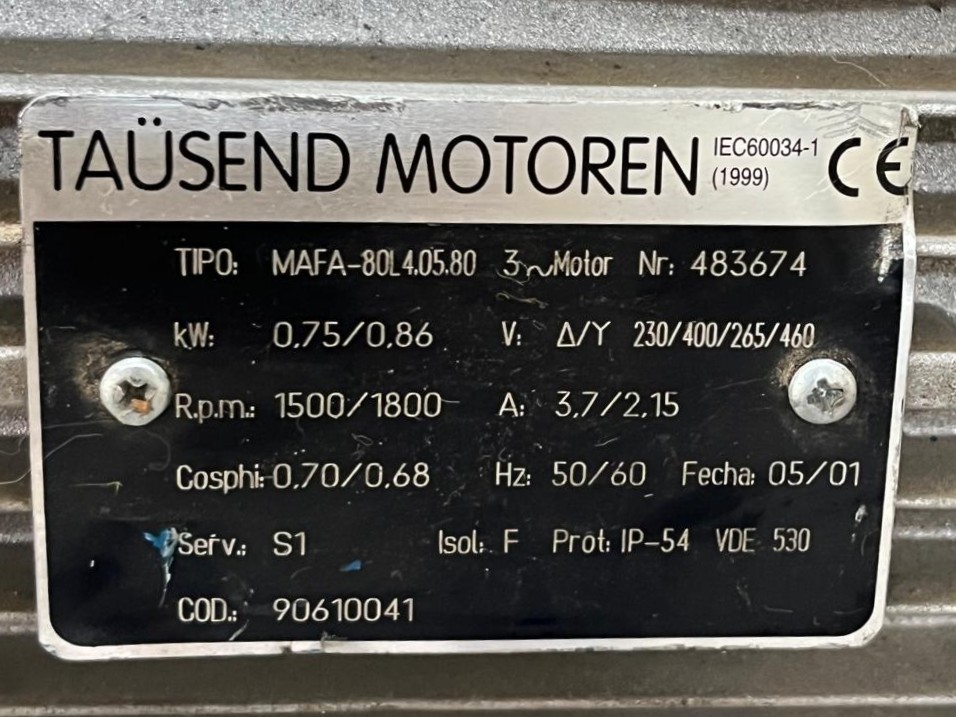 TAÜSEND MOTOREN IEC60034-1 (1999) CE
TIPO: MAFA-80L4.05.80 3~Motor Nr: 483674
kW: 0,75/0,86 V: Δ/Y 230/400/265/460
R.p.m.: 1500/1800 A: 3,7/2,15
Cosphi: 0,70/0,68 Hz: 50/60 Fecha: 05/01
Serv.: S1 Isol: F Prot: IP-54 VDE 530
COD.: 90610041